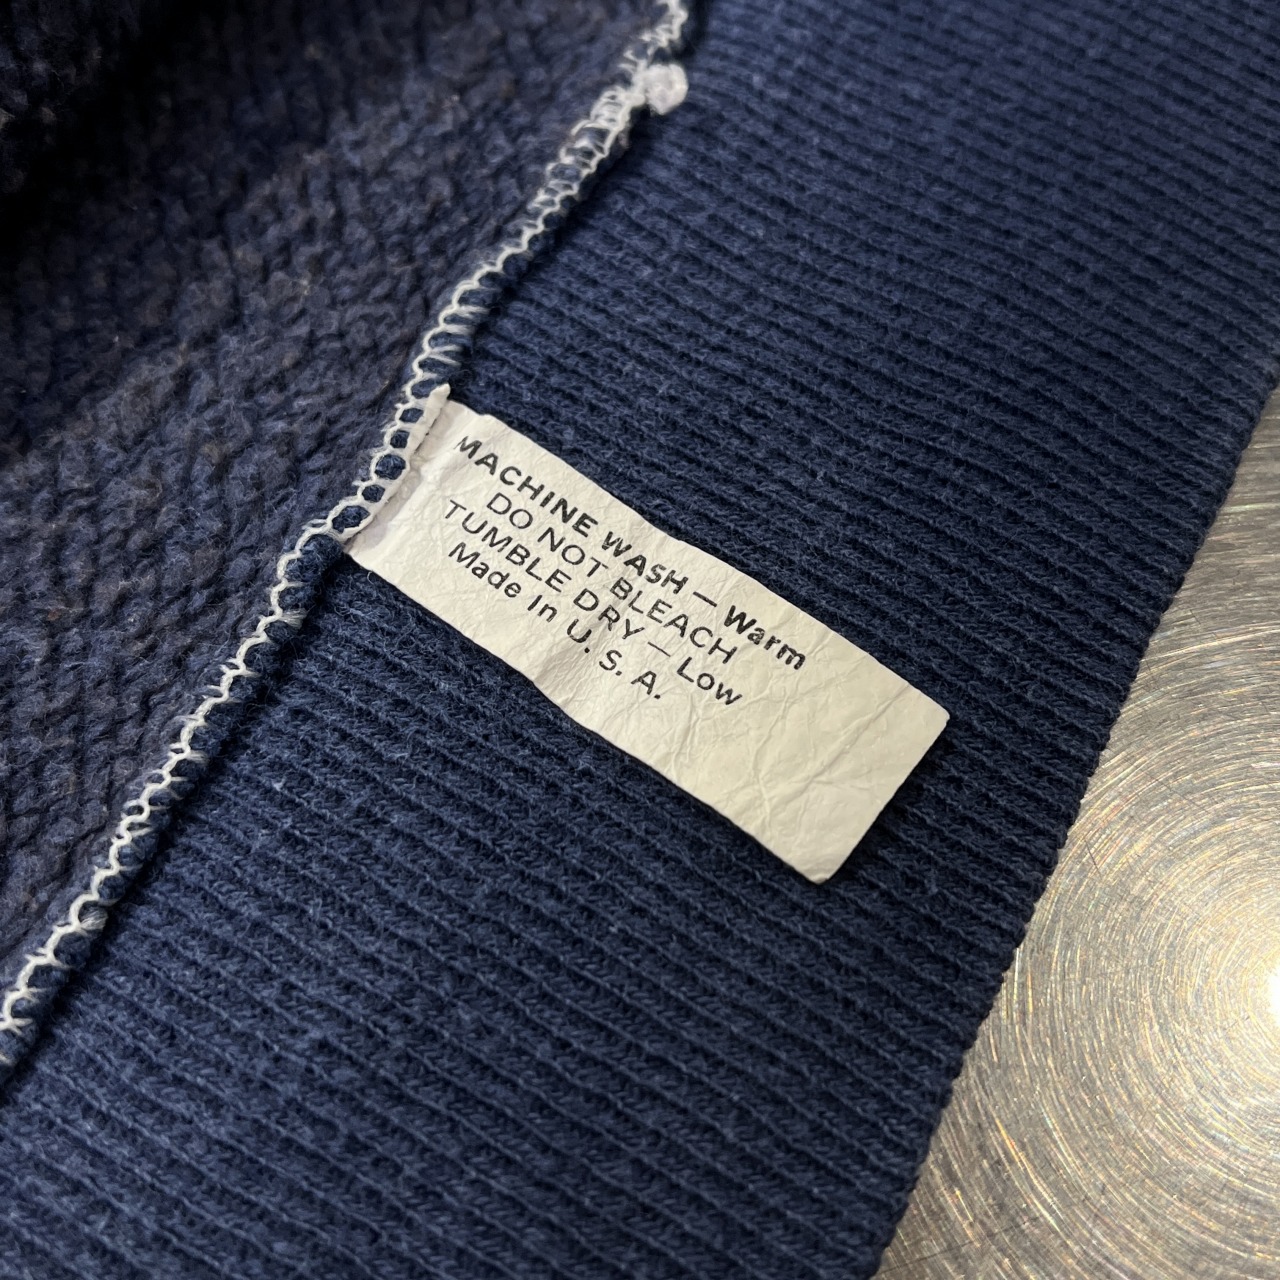 MACHINE WASH — Warm
DO NOT BLEACH
TUMBLE DRY — Low
Made In U. S. A.